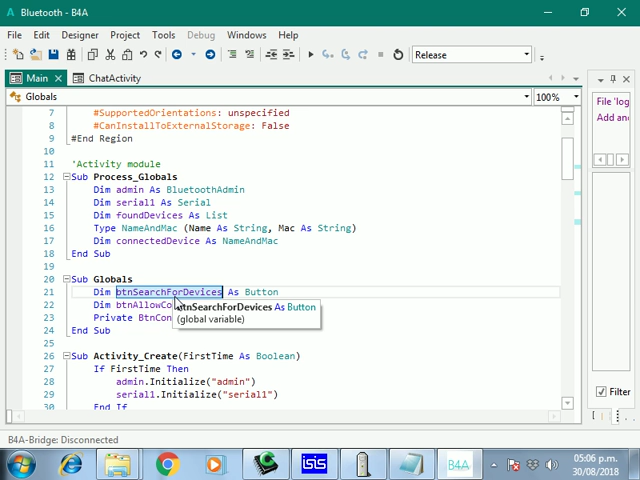 Bluetooth - B4A
File Edit Designer Project Tools Debug Windows Help
Release
Main ChatActivity
Globals 100%
7 #SupportedOrientations: unspecified
8 #CanInstallToExternalStorage: False
9 #End Region
10
11 'Activity module
12 Sub Process_Globals
13 Dim admin As BluetoothAdmin
14 Dim serial1 As Serial
15 Dim foundDevices As List
16 Type NameAndMac (Name As String, Mac As String)
17 Dim connectedDevice As NameAndMac
18 End Sub
19
20 Sub Globals
21 Dim btnSearchForDevices As Button
22 Dim btnAllowCo
btnSearchForDevices As Button
23 Private BtnCon
(global variable)
24 End Sub
25
26 Sub Activity_Create(FirstTime As Boolean)
27 If FirstTime Then
28 admin.Initialize("admin")
29 serial1.Initialize("serial1")
30 End If
File 'log
Add an
Filter
B4A-Bridge: Disconnected
isis
B4A
05:06 p.m.
30/08/2018